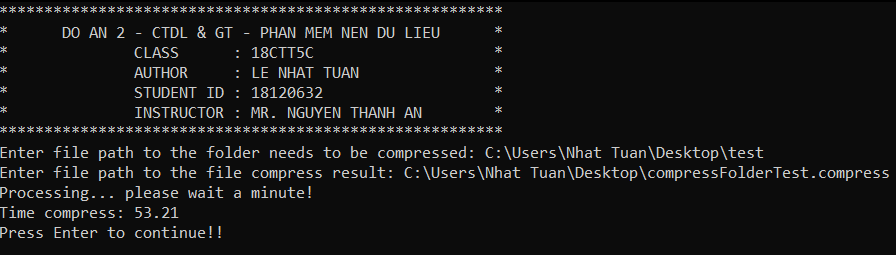 ********************************************************
*      DO AN 2 - CTDL & GT - PHAN MEM NEN DU LIEU      *
*              CLASS      : 18CTT5C                    *
*              AUTHOR     : LE NHAT TUAN               *
*              STUDENT ID : 18120632                   *
*              INSTRUCTOR : MR. NGUYEN THANH AN        *
********************************************************
Enter file path to the folder needs to be compressed: C:\Users\Nhat Tuan\Desktop\test
Enter file path to the file compress result: C:\Users\Nhat Tuan\Desktop\compressFolderTest.compress
Processing... please wait a minute!
Time compress: 53.21
Press Enter to continue!!